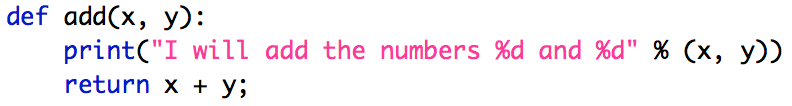 def add(x, y):
    print("I will add the numbers %d and %d" % (x, y))
    return x + y;